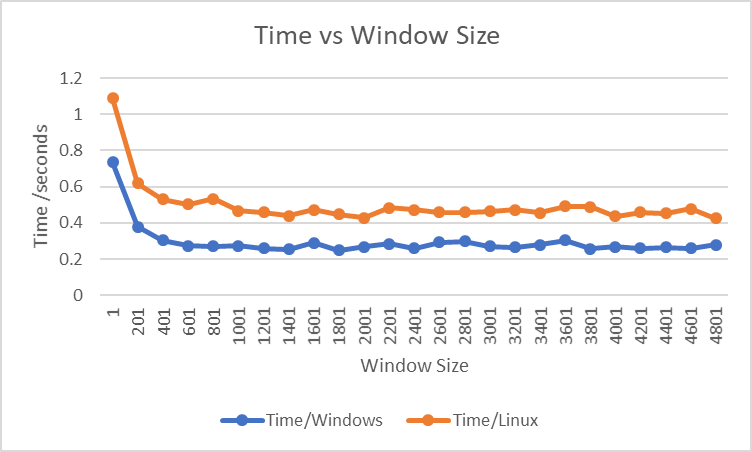 Time vs Window Size
1.2
1
0.8
0.6
0.4
0.2
0
Time /seconds
1 201 401 601 801 1001 1201 1401 1601 1801 2001 2201 2401 2601 2801 3001 3201 3401 3601 3801 4001 4201 4401 4601 4801
Window Size
Time/Windows Time/Linux